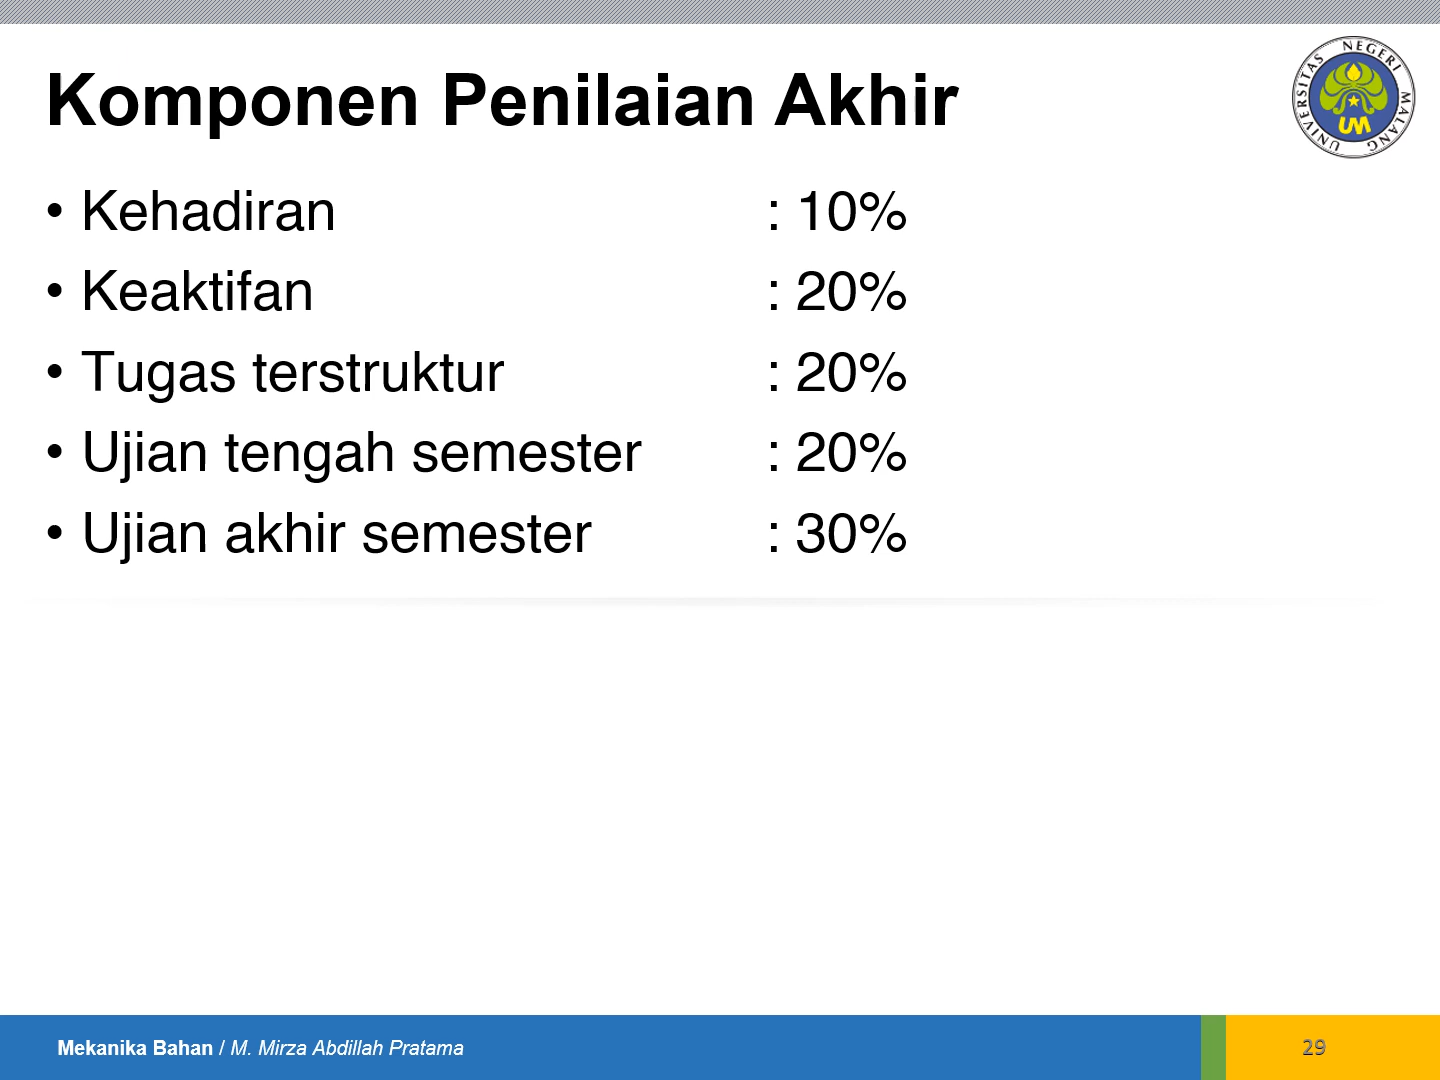 Komponen Penilaian Akhir
UNIVERSITAS NEGERI MALANG
UM
• Kehadiran : 10%
• Keaktifan : 20%
• Tugas terstruktur : 20%
• Ujian tengah semester : 20%
• Ujian akhir semester : 30%
Mekanika Bahan / M. Mirza Abdillah Pratama
29